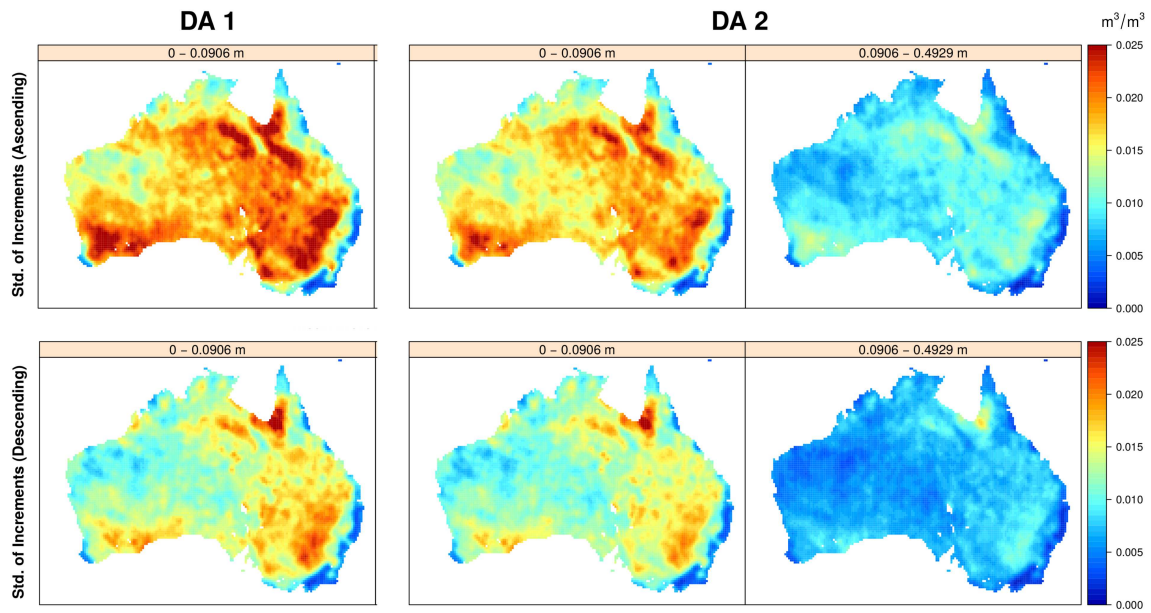 DA 1
DA 2
m³/m³
Std. of Increments (Ascending)
0 – 0.0906 m
0 – 0.0906 m
0.0906 – 0.4929 m
0.025
0.020
0.015
0.010
0.005
0.000
Std. of Increments (Descending)
0 – 0.0906 m
0 – 0.0906 m
0.0906 – 0.4929 m
0.025
0.020
0.015
0.010
0.005
0.000